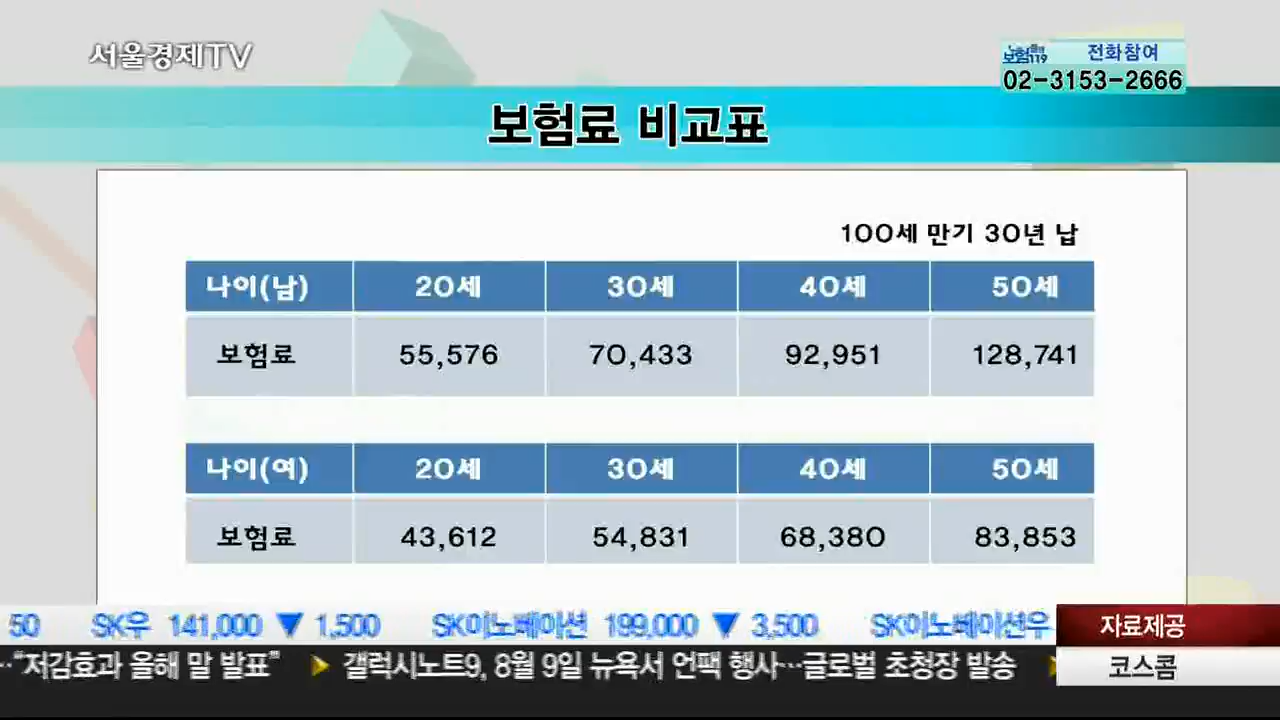 서울경제TV
보험 119
전화참여
02-3153-2666
보험료 비교표
100세 만기 30년 납
나이(남) 20세 30세 40세 50세
보험료 55,576 70,433 92,951 128,741
나이(여) 20세 30세 40세 50세
보험료 43,612 54,831 68,380 83,853
50 SK우 141,000 ▼ 1,500 SK이노베이션 199,000 ▼ 3,500 SK이노베이션우
자료제공
…“저감효과 올해 말 발표” ▶ 갤럭시노트9, 8월 9일 뉴욕서 언팩 행사…글로벌 초청장 발송
코스콤